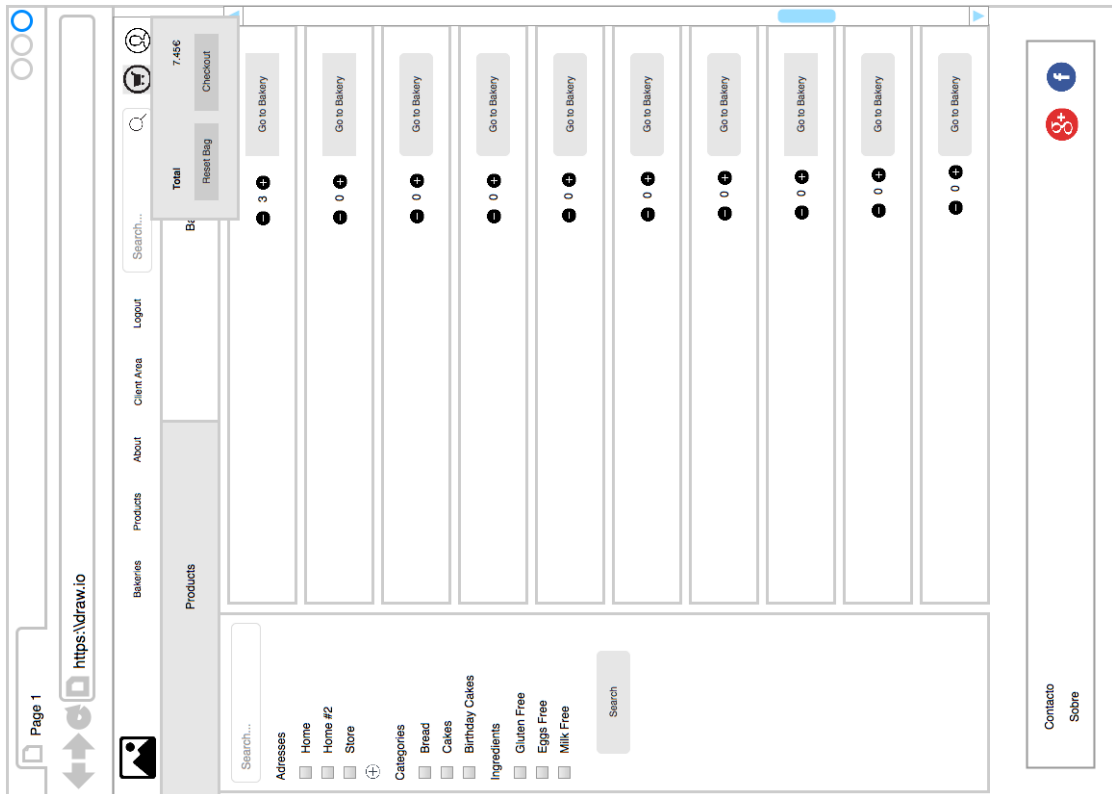 Page 1
https:\\draw.io
Bakeries Products About Client Area Logout Search...
Total 7.45€
Reset Bag Checkout
Products
Search...
Adresses
Home
Home #2
Store
Categories
Bread
Cakes
Birthday Cakes
Ingredients
Gluten Free
Eggs Free
Milk Free
Search
3 Go to Bakery
0 Go to Bakery
0 Go to Bakery
0 Go to Bakery
0 Go to Bakery
0 Go to Bakery
0 Go to Bakery
0 Go to Bakery
0 Go to Bakery
0 Go to Bakery
Contacto
Sobre
g+ f